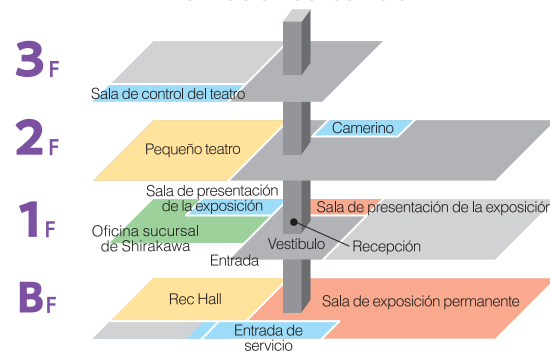 3F
Sala de control del teatro
2F
Camerino
Pequeño teatro
1F
Sala de presentación
de la exposición
Sala de presentación de la exposición
Oficina sucursal
de Shirakawa
Vestíbulo
Recepción
Entrada
BF
Rec Hall
Sala de exposición permanente
Entrada de
servicio